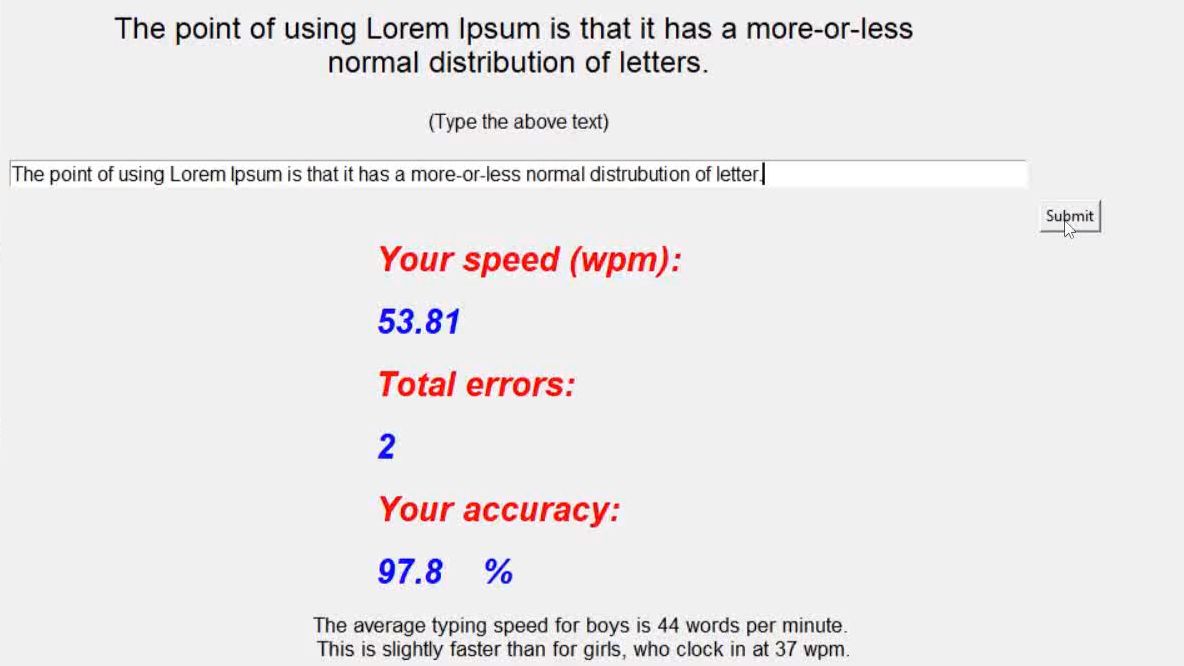 The point of using Lorem Ipsum is that it has a more-or-less
normal distribution of letters.
(Type the above text)
The point of using Lorem Ipsum is that it has a more-or-less normal distrubution of letter.
Submit
Your speed (wpm):
53.81
Total errors:
2
Your accuracy:
97.8 %
The average typing speed for boys is 44 words per minute.
This is slightly faster than for girls, who clock in at 37 wpm.